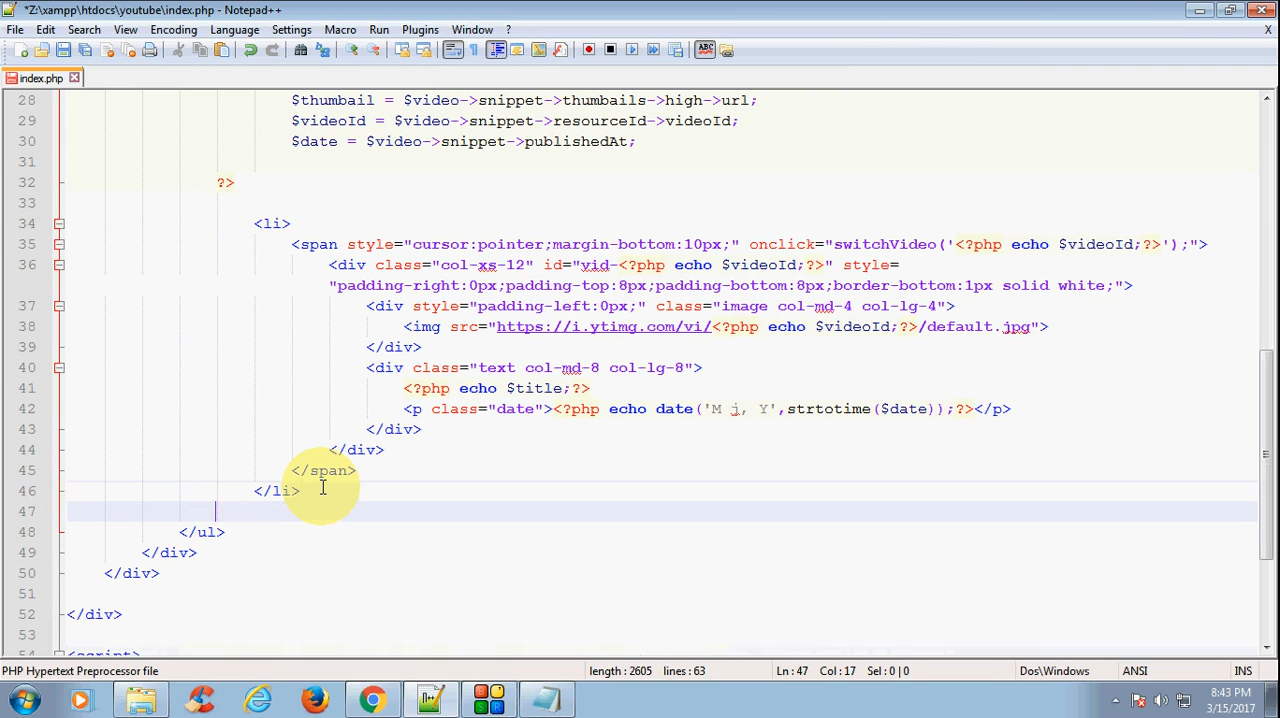 *Z:\xampp\htdocs\youtube\index.php - Notepad++
File Edit Search View Encoding Language Settings Macro Run Plugins Window ? X
index.php
28 $thumbail = $video->snippet->thumbails->high->url;
29 $videoId = $video->snippet->resourceId->videoId;
30 $date = $video->snippet->publishedAt;
31
32 ?>
33
34 <li>
35 <span style="cursor:pointer;margin-bottom:10px;" onclick="switchVideo('<?php echo $videoId;?>');">
36 <div class="col-xs-12" id="vid-<?php echo $videoId;?>" style=
"padding-right:0px;padding-top:8px;padding-bottom:8px;border-bottom:1px solid white;">
37 <div style="padding-left:0px;" class="image col-md-4 col-lg-4">
38 <img src="https://i.ytimg.com/vi/<?php echo $videoId;?>/default.jpg">
39 </div>
40 <div class="text col-md-8 col-lg-8">
41 <?php echo $title;?>
42 <p class="date"><?php echo date('M j, Y',strtotime($date));?></p>
43 </div>
44 </div>
45 </span>
46 </li>
47
48 </ul>
49 </div>
50 </div>
51
52 </div>
53
54 <script>
PHP Hypertext Preprocessor file length : 2605 lines : 63 Ln : 47 Col : 17 Sel : 0 | 0 Dos\Windows ANSI INS
8:43 PM
3/15/2017